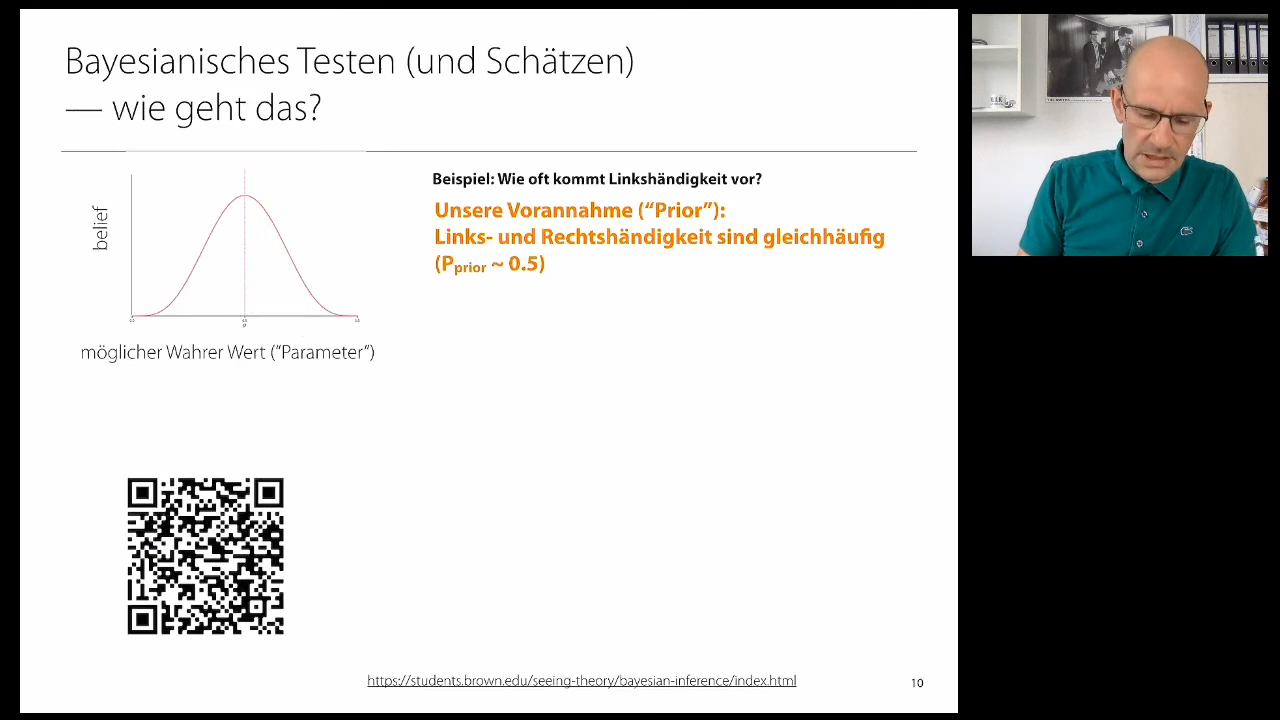 Bayesianisches Testen (und Schätzen)
— wie geht das?
belief
möglicher Wahrer Wert (“Parameter”)
Beispiel: Wie oft kommt Linkshändigkeit vor?
Unsere Vorannahme (“Prior”):
Links- und Rechtshändigkeit sind gleichhäufig
(Pprior ~ 0.5)
https://students.brown.edu/seeing-theory/bayesian-inference/index.html
10